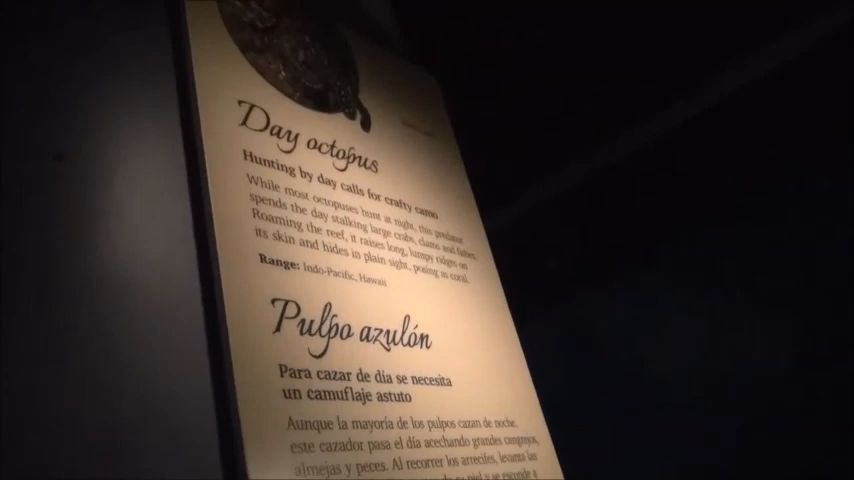 Day octopus
Hunting by day calls for crafty camo
While most octopuses hunt at night, this predator
spends the day stalking large crabs, clams and fishes.
Roaming the reef, it raises long, lumpy ridges on
its skin and hides in plain sight, posing as coral.
Range: Indo-Pacific, Hawaii
Pulpo azulón
Para cazar de día se necesita
un camuflaje astuto
Aunque la mayoría de los pulpos cazan de noche,
este cazador pasa el día acechando grandes cangrejos,
almejas y peces. Al recorrer los arrecifes, levanta las
piel y se esconde a